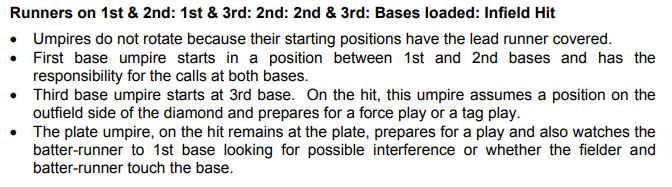 Runners on 1st & 2nd: 1st & 3rd: 2nd: 2nd & 3rd: Bases loaded: Infield Hit
• Umpires do not rotate because their starting positions have the lead runner covered.
• First base umpire starts in a position between 1st and 2nd bases and has the
responsibility for the calls at both bases.
• Third base umpire starts at 3rd base. On the hit, this umpire assumes a position on the
outfield side of the diamond and prepares for a force play or a tag play.
• The plate umpire, on the hit remains at the plate, prepares for a play and also watches the
batter-runner to 1st base looking for possible interference or whether the fielder and
batter-runner touch the base.